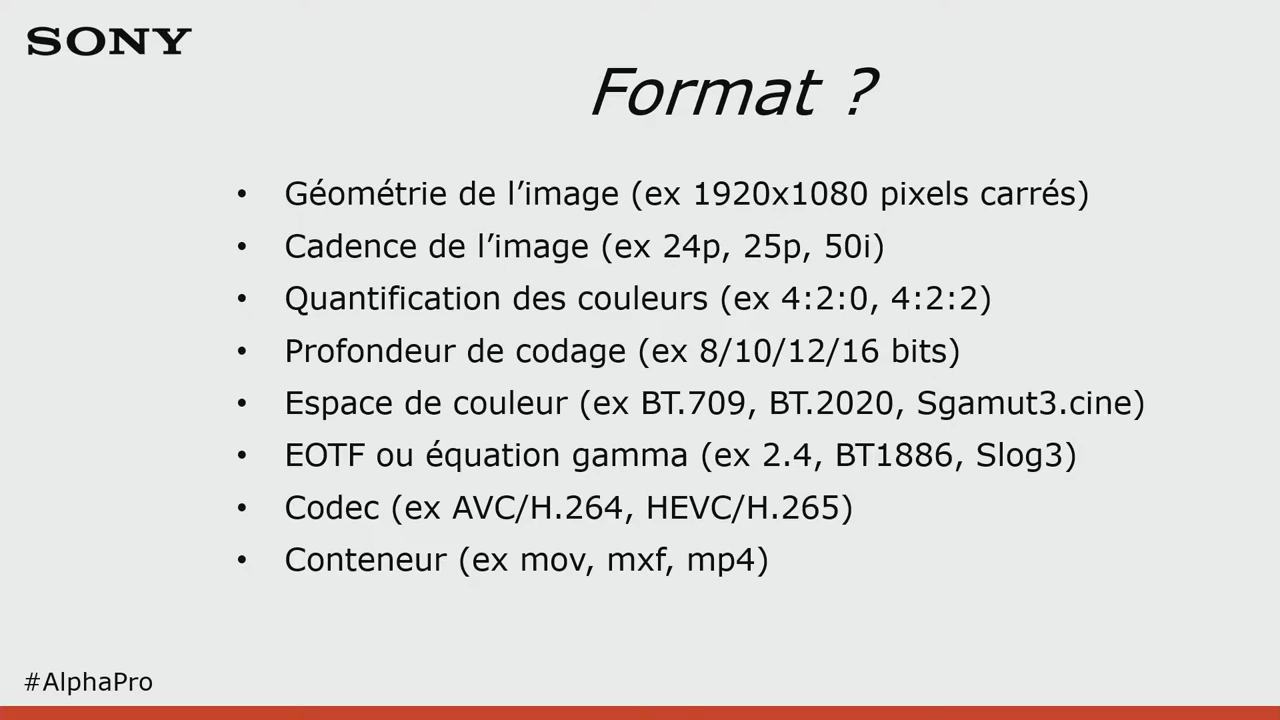 SONY
Format ?
• Géométrie de l’image (ex 1920x1080 pixels carrés)
• Cadence de l’image (ex 24p, 25p, 50i)
• Quantification des couleurs (ex 4:2:0, 4:2:2)
• Profondeur de codage (ex 8/10/12/16 bits)
• Espace de couleur (ex BT.709, BT.2020, Sgamut3.cine)
• EOTF ou équation gamma (ex 2.4, BT1886, Slog3)
• Codec (ex AVC/H.264, HEVC/H.265)
• Conteneur (ex mov, mxf, mp4)
#AlphaPro